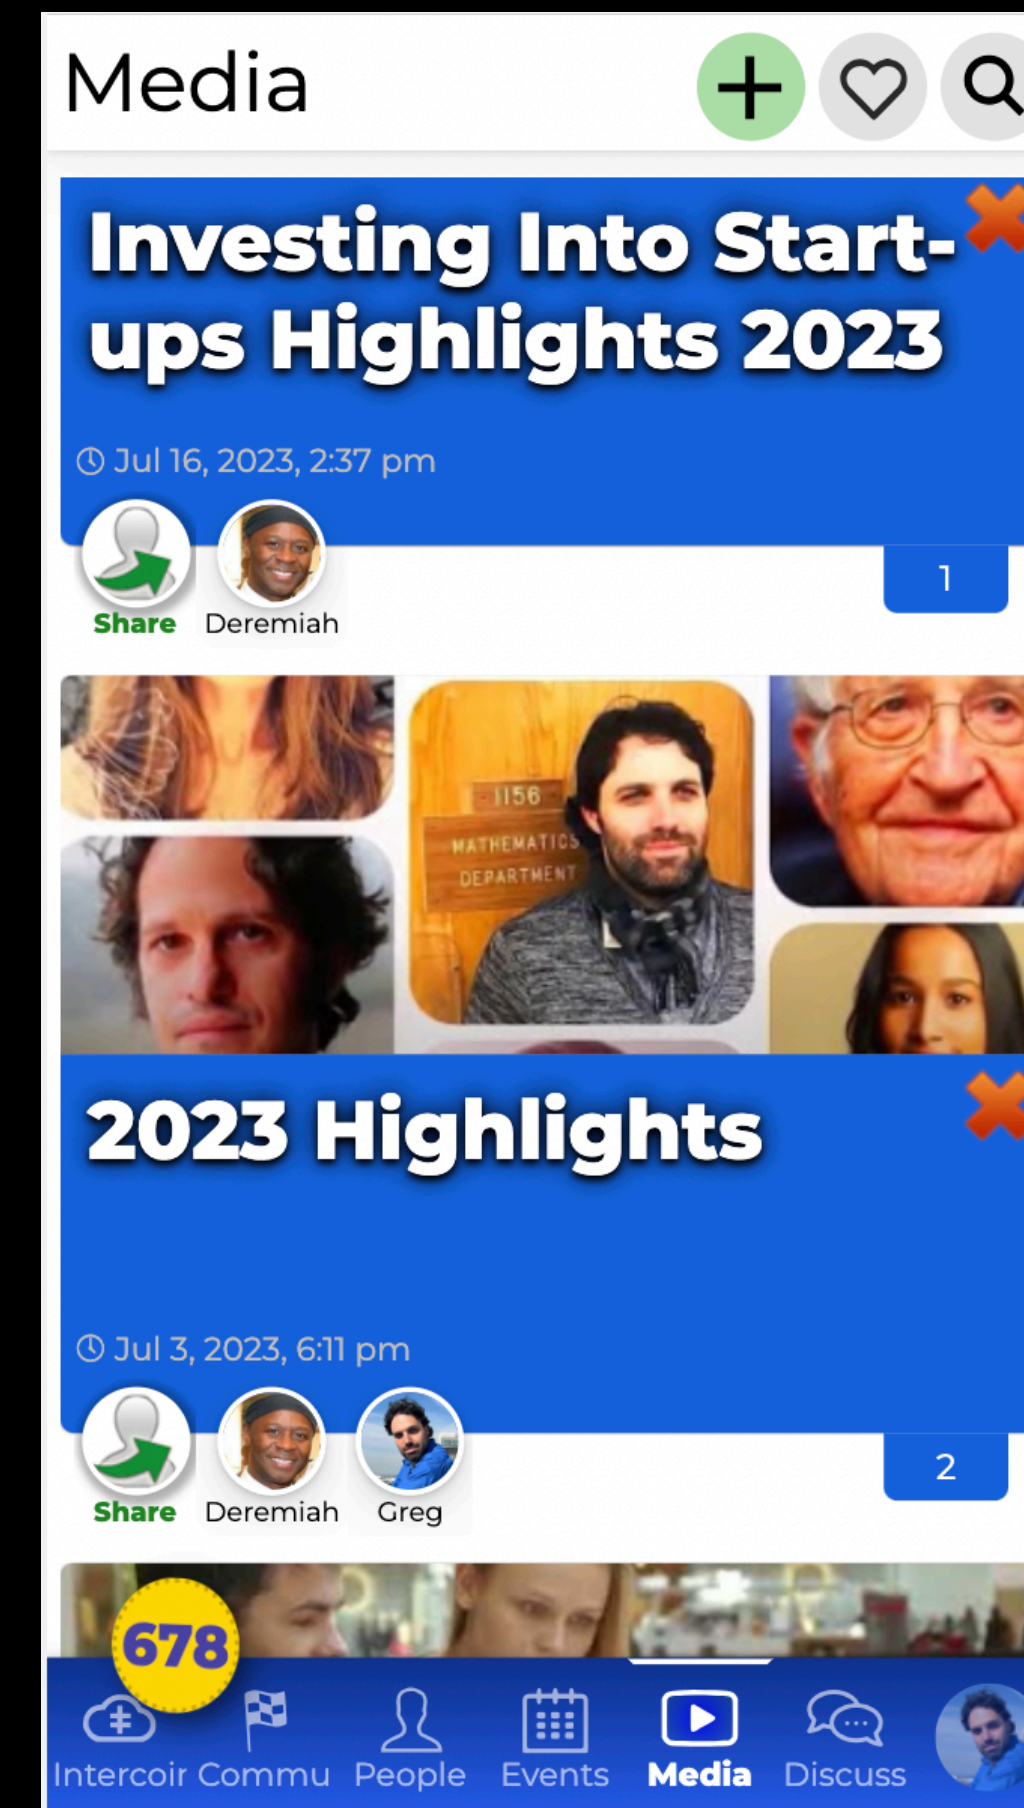 Media
Investing Into Start-
ups Highlights 2023
Jul 16, 2023, 2:37 pm
1
Share
Deremiah
1156
MATHEMATICS
DEPARTMENT
2023 Highlights
Jul 3, 2023, 6:11 pm
2
Share
Deremiah
Greg
678
Intercoin
Commu
People
Events
Media
Discuss